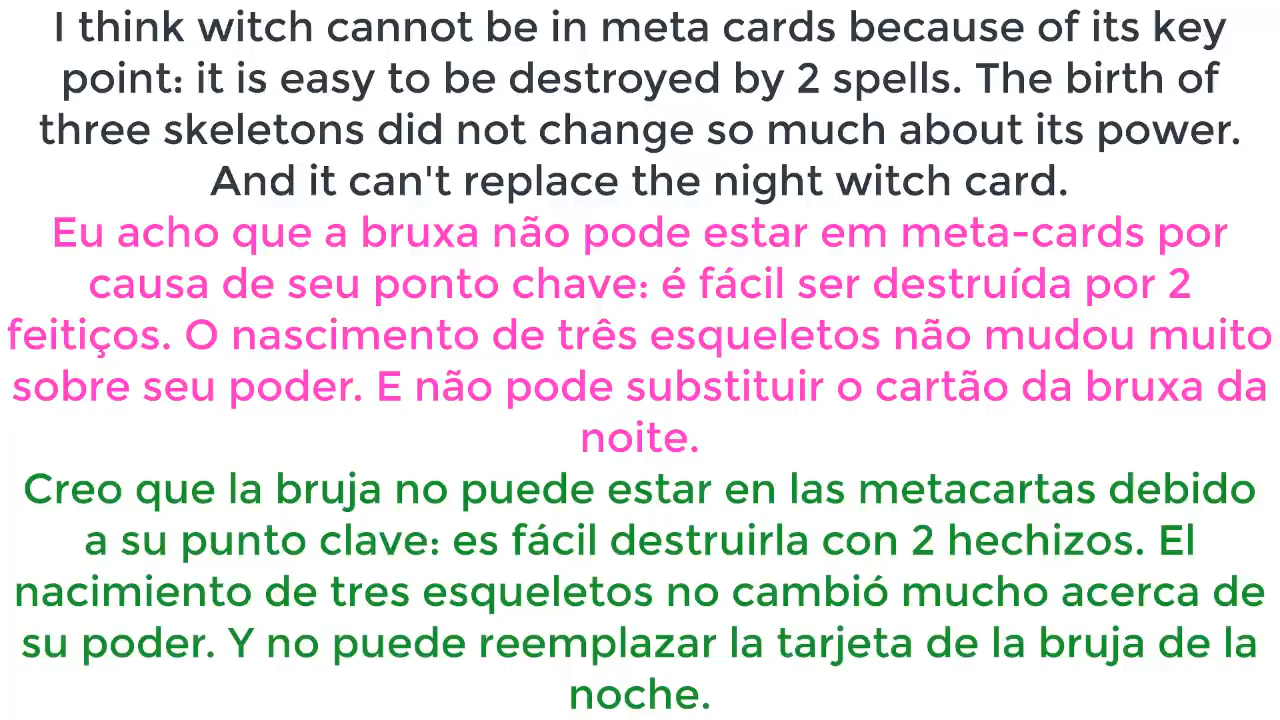 I think witch cannot be in meta cards because of its key
point: it is easy to be destroyed by 2 spells. The birth of
three skeletons did not change so much about its power.
And it can't replace the night witch card.
Eu acho que a bruxa não pode estar em meta-cards por
causa de seu ponto chave: é fácil ser destruída por 2
feitiços. O nascimento de três esqueletos não mudou muito
sobre seu poder. E não pode substituir o cartão da bruxa da
noite.
Creo que la bruja no puede estar en las metacartas debido
a su punto clave: es fácil destruirla con 2 hechizos. El
nacimiento de tres esqueletos no cambió mucho acerca de
su poder. Y no puede reemplazar la tarjeta de la bruja de la
noche.